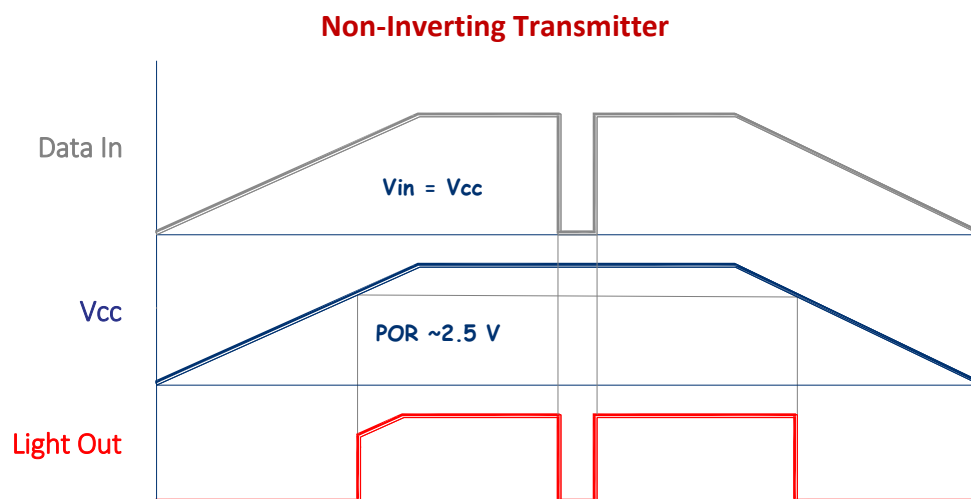 Non-Inverting Transmitter
Data In
Vin = Vcc
Vcc
POR ~2.5 V
Light Out